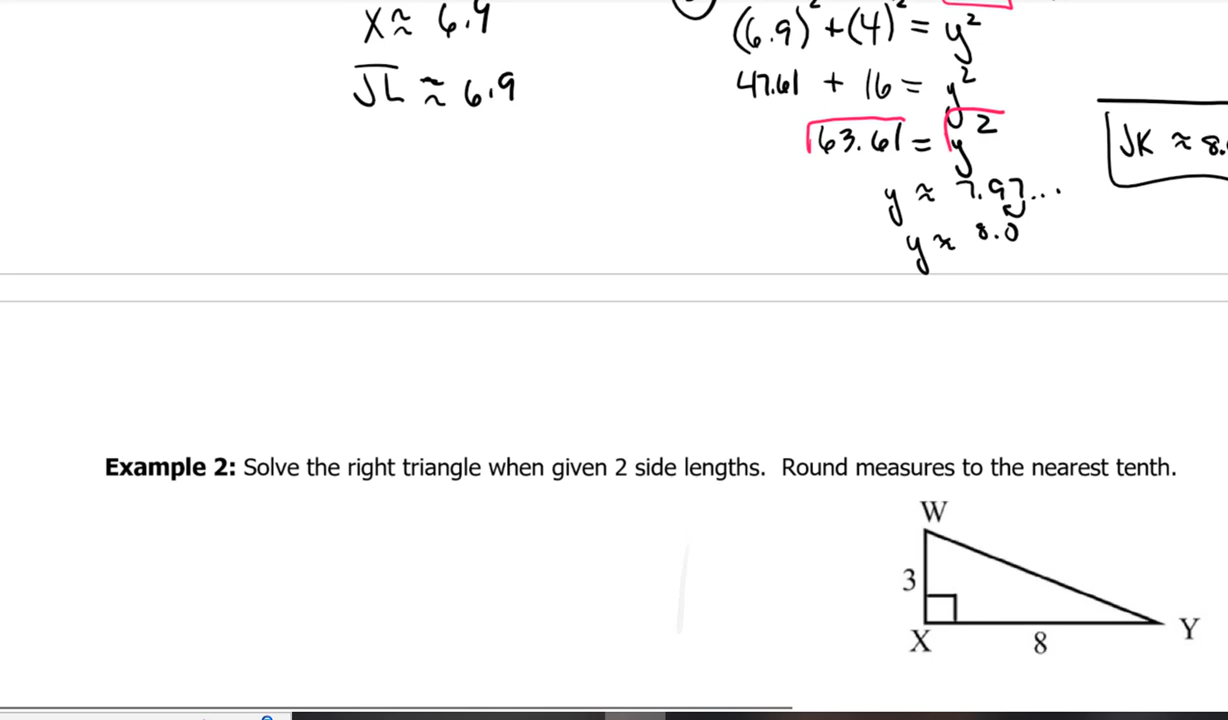 x ≈ 6.9
JL ≈ 6.9
(6.9)² + (4)² = y²
47.61 + 16 = y²
√63.61 = √y²
y ≈ 7.97...
y ≈ 8.0
JK ≈ 8.
Example 2: Solve the right triangle when given 2 side lengths. Round measures to the nearest tenth.
W
3
X
8
Y